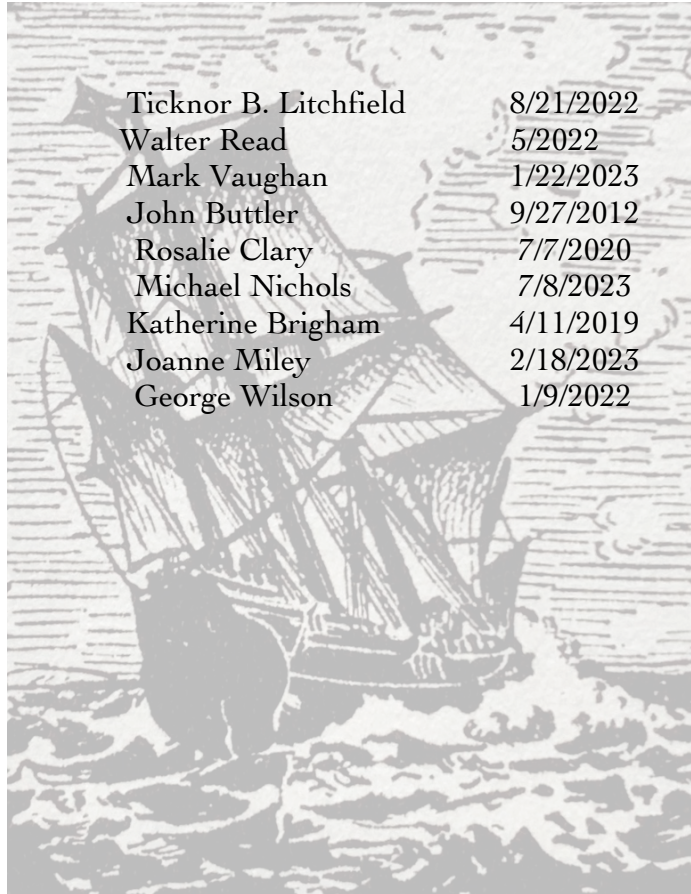 Ticknor B. Litchfield 8/21/2022
Walter Read 5/2022
Mark Vaughan 1/22/2023
John Buttler 9/27/2012
Rosalie Clary 7/7/2020
Michael Nichols 7/8/2023
Katherine Brigham 4/11/2019
Joanne Miley 2/18/2023
George Wilson 1/9/2022